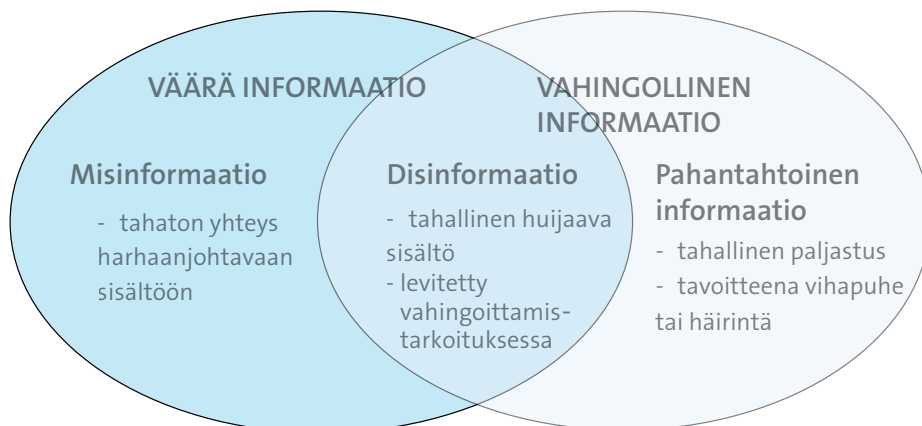 VÄÄRÄ INFORMAATIO
VAHINGOLLINEN
INFORMAATIO
Misinformaatio
- tahaton yhteys
harhaanjohtavaan
sisältöön
Disinformaatio
- tahallinen huijaava
sisältö
- levitetty
vahingoittamis-
tarkoituksessa
Pahantahtoinen
informaatio
- tahallinen paljastus
- tavoitteena vihapuhe
tai häirintä